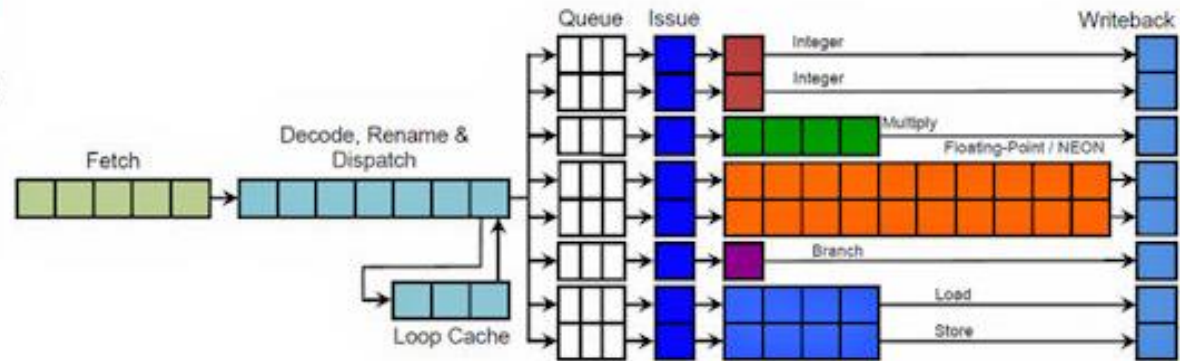 Queue
Issue
Writeback
Integer
Integer
Decode, Rename &
Dispatch
Multiply
Fetch
Floating-Point / NEON
Branch
Load
Loop Cache
Store